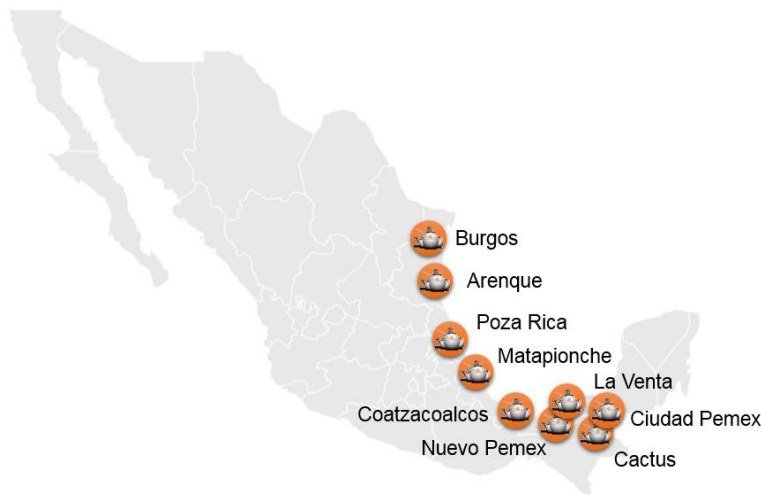 Burgos
Arenque
Poza Rica
Matapionche
La Venta
Coatzacoalcos
Ciudad Pemex
Nuevo Pemex
Cactus